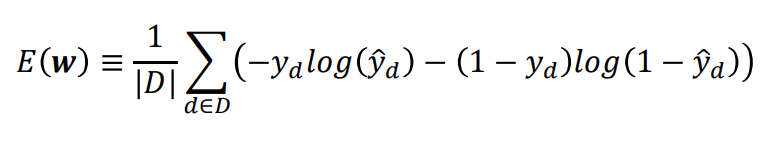 E(w) ≡ 1/|D| ∑_{d∈D} (−y_d log(ŷ_d) − (1 − y_d)log(1 − ŷ_d))